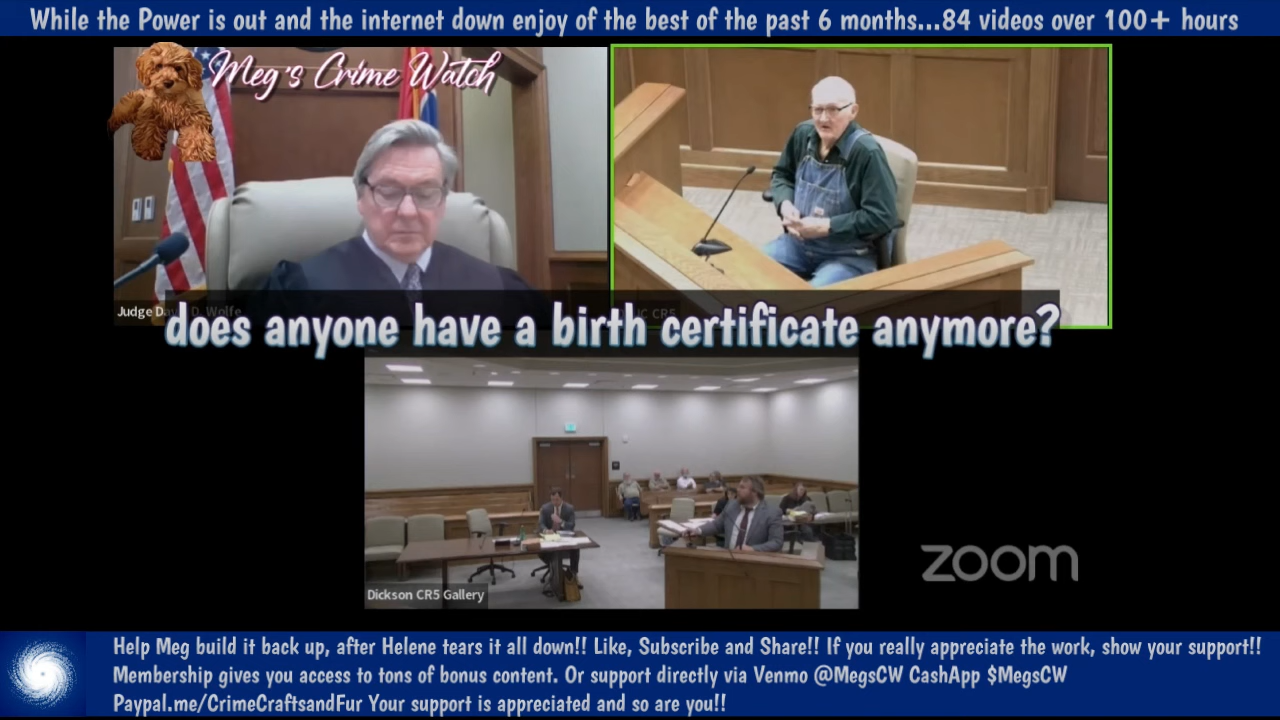 While the Power is out and the internet down enjoy of the best of the past 6 months...84 videos over 100+ hours
Meg's Crime Watch
Judge Da D. Wolfe
CR5
does anyone have a birth certificate anymore?
Dickson CR5 Gallery
zoom
Help Meg build it back up, after Helene tears it all down!! Like, Subscribe and Share!! If you really appreciate the work, show your support!!
Membership gives you access to tons of bonus content. Or support directly via Venmo @MegsCW CashApp $MegsCW
Paypal.me/CrimeCraftsandFur Your support is appreciated and so are you!!